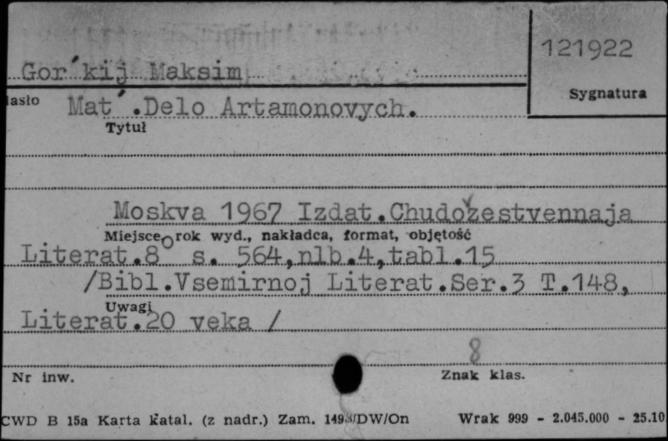 121922
Gor´kij Maksim
Sygnatura
asło Mat´.Delo Artamonovych.
Tytuł
Moskva 1967 Izdat.Chudožestvennaja
Miejsce, rok wyd., nakładca, format, objętość
Literat.8° s. 564,nlb.4,tabl.15
/Bibl.Vsemirnoj Literat.Ser.3 T.148,
Uwagi
Literat.20 veka /
8
Nr inw. Znak klas.
CWD B 15a Karta katal. (z nadr.) Zam. /DW/On Wrak 999 - 2.045.000 - 25.10